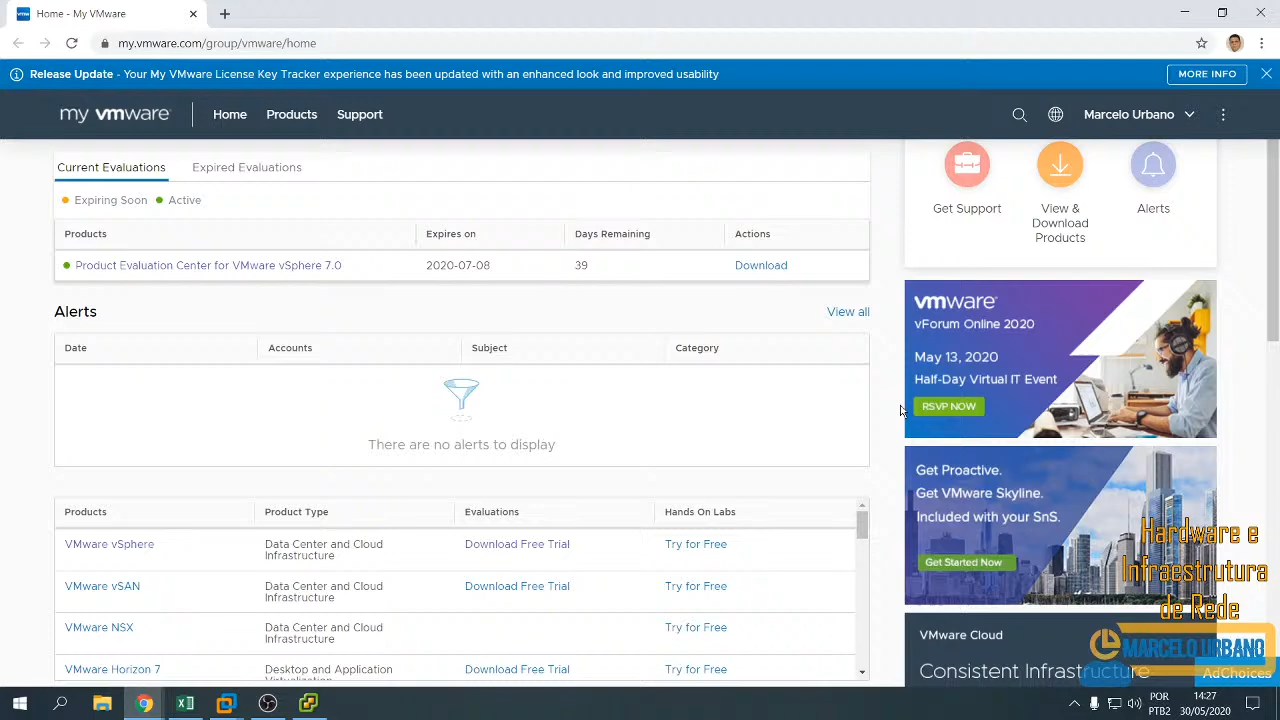 Home - My VMware
my.vmware.com/group/vmware/home
Release Update - Your My VMware License Key Tracker experience has been updated with an enhanced look and improved usability
MORE INFO
my vmware
Home
Products
Support
Marcelo Urbano
Current Evaluations
Expired Evaluations
Expiring Soon
Active
Products
Expires on
Days Remaining
Actions
Product Evaluation Center for VMware vSphere 7.0
2020-07-08
39
Download
Alerts
View all
Date
Accounts
Subject
Category
There are no alerts to display
Products
Product Type
Evaluations
Hands On Labs
VMware vSphere
Data Center and Cloud
Infrastructure
Download Free Trial
Try for Free
VMware vSAN
Data Center and Cloud
Infrastructure
Download Free Trial
Try for Free
VMware NSX
Data Center and Cloud
Infrastructure
Try for Free
VMware Horizon 7
Desktop and Application
Virtualization
Download Free Trial
Try for Free
Get Support
View &
Download
Products
Alerts
vmware
vForum Online 2020
May 13, 2020
Half-Day Virtual IT Event
RSVP NOW
Get Proactive.
Get VMware Skyline.
Included with your SnS.
Get Started Now
VMware Cloud
Consistent Infrastructure
Hardware e
Infraestrutura
de Rede
MARCELO URBANO
AdChoices
POR
PTB2
14:27
30/05/2020